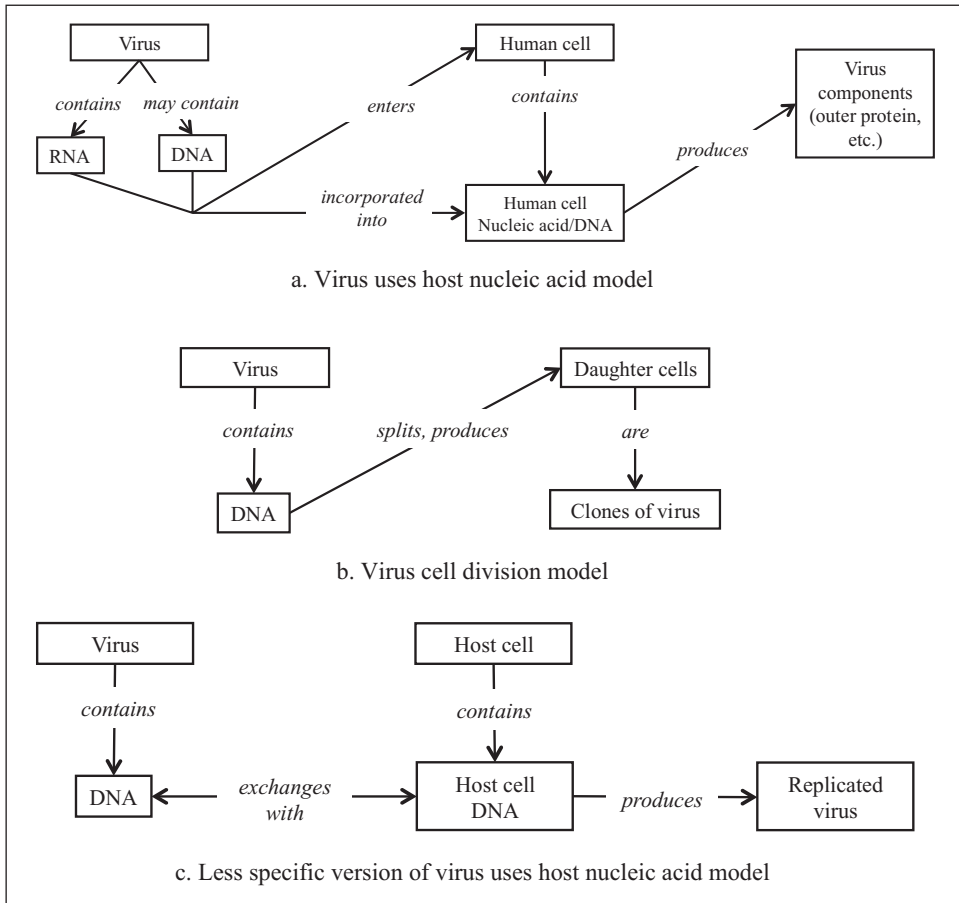 Virus
Human cell
Virus
components
(outer protein,
etc.)
contains
may contain
enters
contains
RNA
DNA
produces
incorporated
into
Human cell
Nucleic acid/DNA
a. Virus uses host nucleic acid model
Virus
Daughter cells
contains
splits, produces
are
DNA
Clones of virus
b. Virus cell division model
Virus
Host cell
contains
contains
DNA
exchanges
with
Host cell
DNA
produces
Replicated
virus
c. Less specific version of virus uses host nucleic acid model